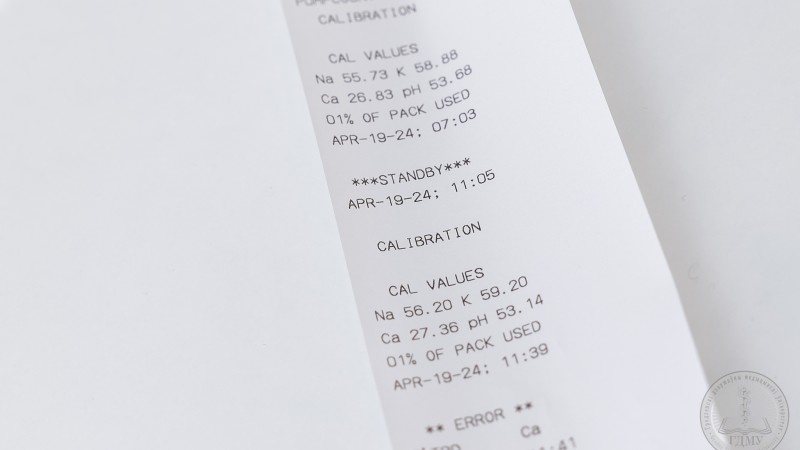 CALIBRATION
CAL VALUES
Na 55.73 K 58.88
Ca 26.83 pH 53.68
01% OF PACK USED
APR-19-24; 07:03
***STANDBY***
APR-19-24; 11:05
CALIBRATION
CAL VALUES
Na 56.20 K 59.20
Ca 27.36 pH 53.14
01% OF PACK USED
APR-19-24; 11:39
** ERROR **
Ca
ГДМУ